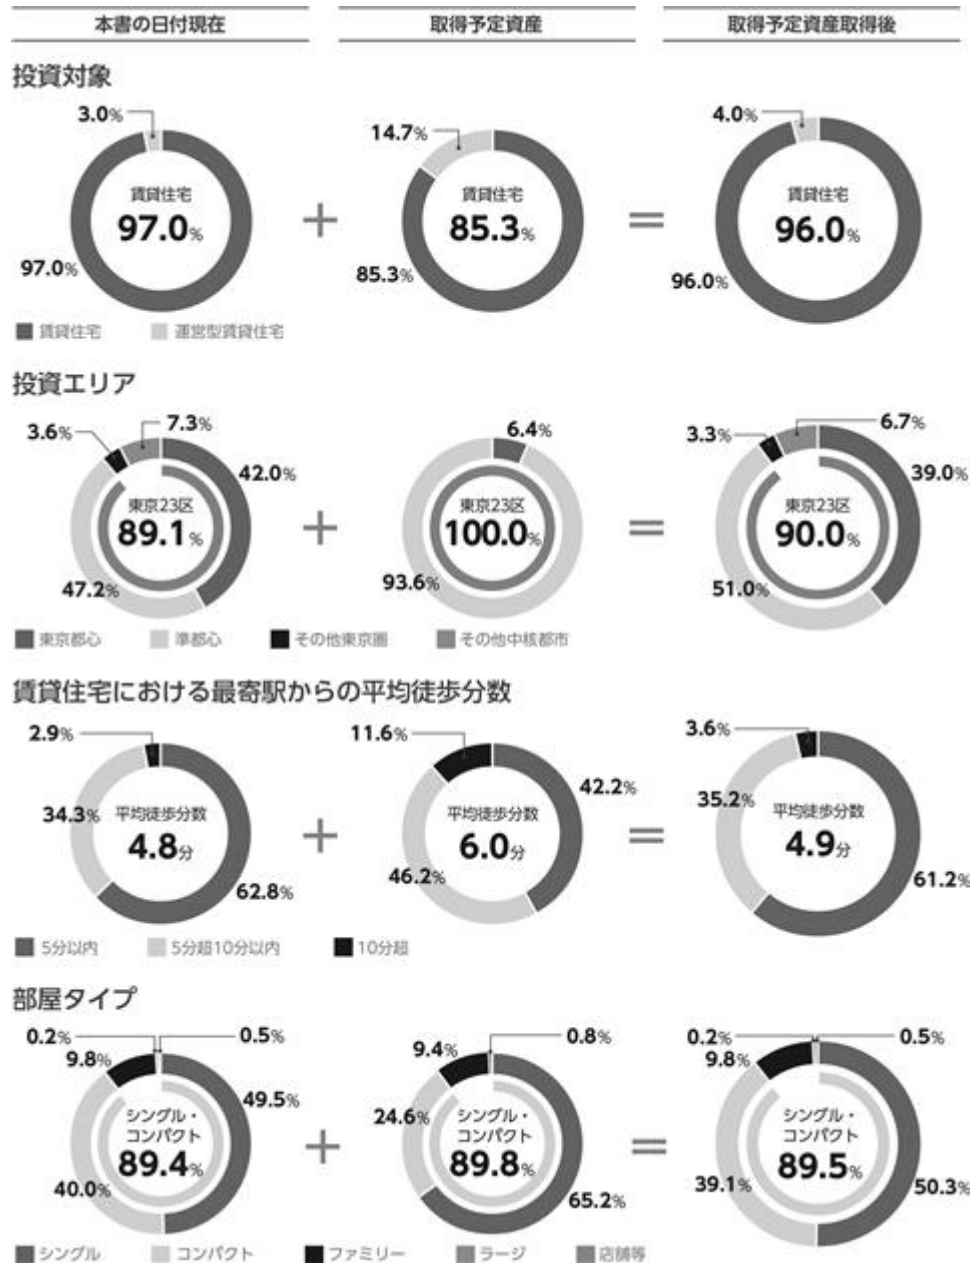 本書の日付現在 取得予定資産 取得予定資産取得後
投資対象
3.0% 14.7% 4.0%
賃貸住宅 賃貸住宅 賃貸住宅
97.0% + 85.3% = 96.0%
97.0% 85.3% 96.0%
賃貸住宅 運営型賃貸住宅
投資エリア
3.6% 7.3% 6.4% 3.3% 6.7%
42.0% 39.0%
東京23区 東京23区 東京23区
89.1% + 100.0% = 90.0%
47.2% 93.6% 51.0%
東京都心 準都心 その他東京圏 その他中核都市
賃貸住宅における最寄駅からの平均徒歩分数
2.9% 11.6% 3.6%
34.3% 42.2% 35.2%
平均徒歩分数 平均徒歩分数 平均徒歩分数
4.8分 + 6.0分 = 4.9分
62.8% 46.2% 61.2%
5分以内 5分超10分以内 10分超
部屋タイプ
0.2% 0.5% 0.8% 0.2% 0.5%
9.8% 9.4% 9.8%
49.5% 24.6%
シングル・ シングル・ シングル・
コンパクト コンパクト コンパクト
89.4% + 89.8% = 89.5%
40.0% 65.2% 39.1% 50.3%
シングル コンパクト ファミリー ラージ 店舗等